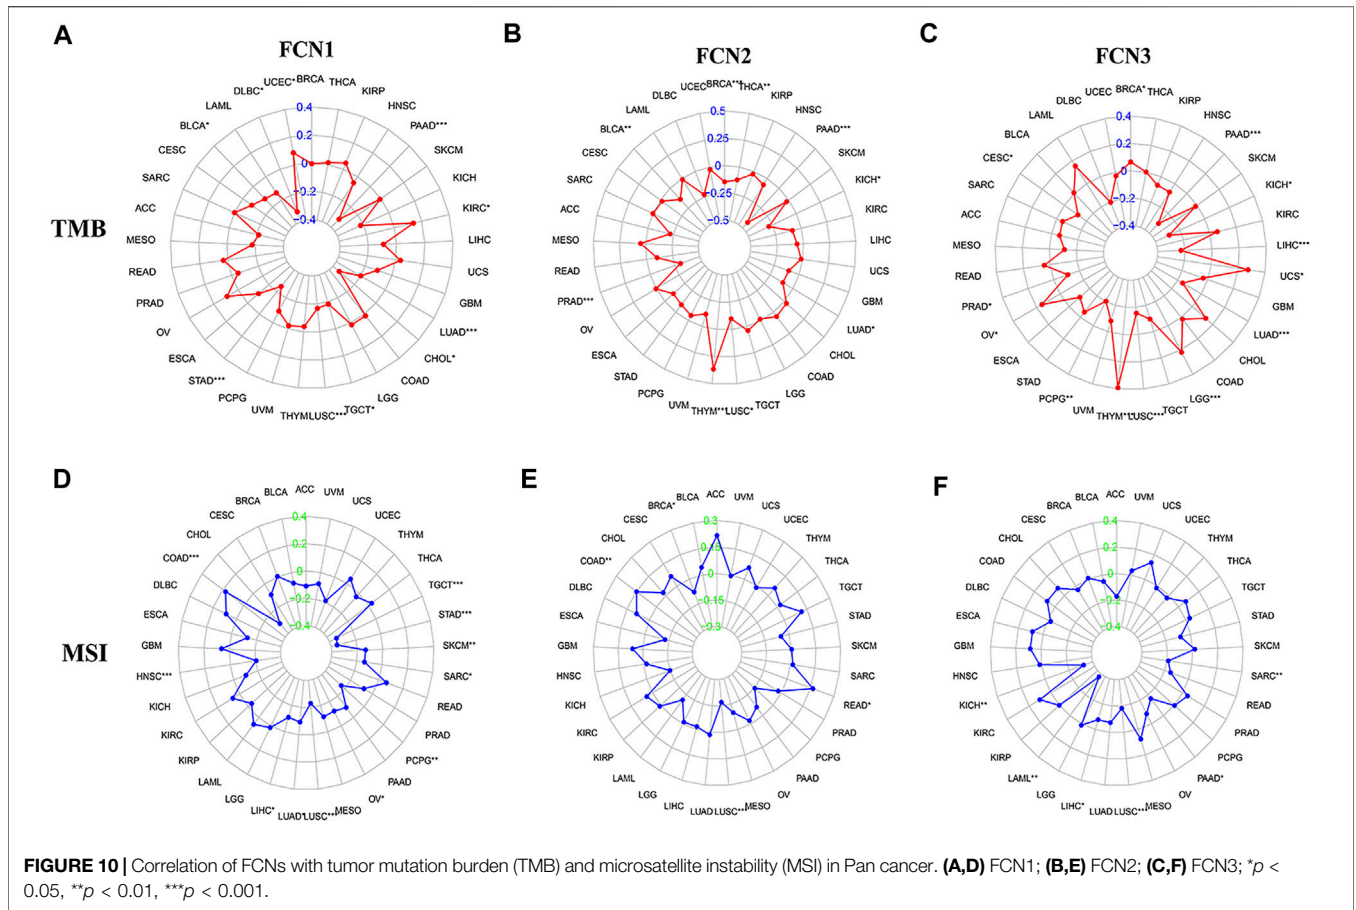 A
FCN1
B
FCN2
C
FCN3
TMB
UCEC*
BRCA
THCA
KIRP
HNSC
PAAD***
SKCM
KICH
KIRC*
LIHC
UCS
GBM
LUAD***
CHOL*
COAD
LGG
TGCT*
LUSC***
THYM
UVM
PCPG
STAD***
ESCA
OV
PRAD
READ
MESO
ACC
SARC
CESC
BLCA*
LAML
DLBC*
0.4
0.2
0
−0.2
−0.4
UCEC
BRCA***
THCA**
KIRP
HNSC
PAAD***
SKCM
KICH*
KIRC
LIHC
UCS
GBM
LUAD*
CHOL
COAD
LGG
TGCT
LUSC*
THYM***
UVM
PCPG
STAD
ESCA
OV
PRAD***
READ
MESO
ACC
SARC
CESC
BLCA**
LAML
DLBC
0.5
0.25
0
−0.25
−0.5
UCEC
BRCA*
THCA
KIRP
HNSC
PAAD***
SKCM
KICH*
KIRC
LIHC***
UCS*
GBM
LUAD***
CHOL
COAD
LGG***
TGCT
LUSC***
UVM
PCPG**
STAD
ESCA
OV*
PRAD*
READ
MESO
ACC
SARC
CESC*
BLCA
LAML
DLBC
0.4
0.2
0
−0.2
−0.4
D
E
F
MSI
ACC
UVM
UCS
UCEC
THYM
THCA
TGCT***
STAD***
SKCM**
SARC*
READ
PRAD
PCPG**
PAAD
OV*
MESO
LUSC***
LUAD*
LIHC*
LGG
LAML
KIRP
KIRC
KICH
HNSC***
GBM
ESCA
DLBC
COAD***
CHOL
CESC
BRCA
BLCA
0.4
0.2
0
−0.2
−0.4
ACC
UVM
UCS
UCEC
THYM
THCA
TGCT
STAD
SKCM
SARC
READ*
PRAD
PCPG
PAAD
OV
MESO
LUSC***
LUAD
LIHC
LGG
LAML
KIRP
KIRC
KICH
HNSC
GBM
ESCA
DLBC
COAD**
CHOL
CESC
BRCA*
BLCA
0.3
0.15
0
−0.15
−0.3
ACC
UVM
UCS
UCEC
THYM
THCA
TGCT
STAD
SKCM
SARC**
READ
PRAD
PCPG
PAAD*
OV
MESO
LUSC***
LUAD
LIHC*
LGG
LAML**
KIRP
KIRC
KICH**
HNSC
GBM
ESCA
DLBC
COAD
CHOL
CESC
BRCA
BLCA
0.4
0.2
0
−0.2
−0.4
FIGURE 10 | Correlation of FCNs with tumor mutation burden (TMB) and microsatellite instability (MSI) in Pan cancer. (A,D) FCN1; (B,E) FCN2; (C,F) FCN3; *p <
0.05, **p < 0.01, ***p < 0.001.